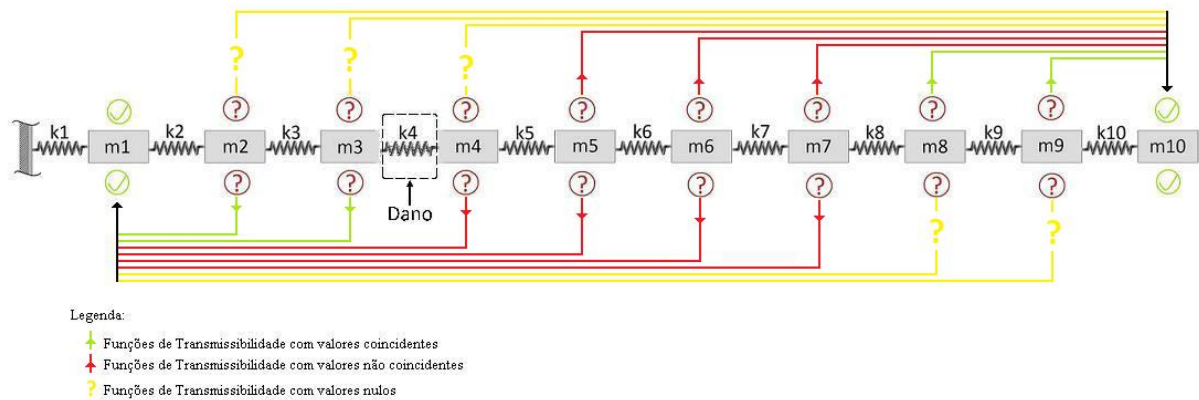 ? ? ?
? ? ? ? ? ? ? ?
k1 k2 k3 k4 k5 k6 k7 k8 k9 k10
m1 m2 m3 m4 m5 m6 m7 m8 m9 m10
? ? ? ? ? ? ? ?
Dano
? ?
Legenda:
Funções de Transmissibilidade com valores coincidentes
Funções de Transmissibilidade com valores não coincidentes
? Funções de Transmissibilidade com valores nulos